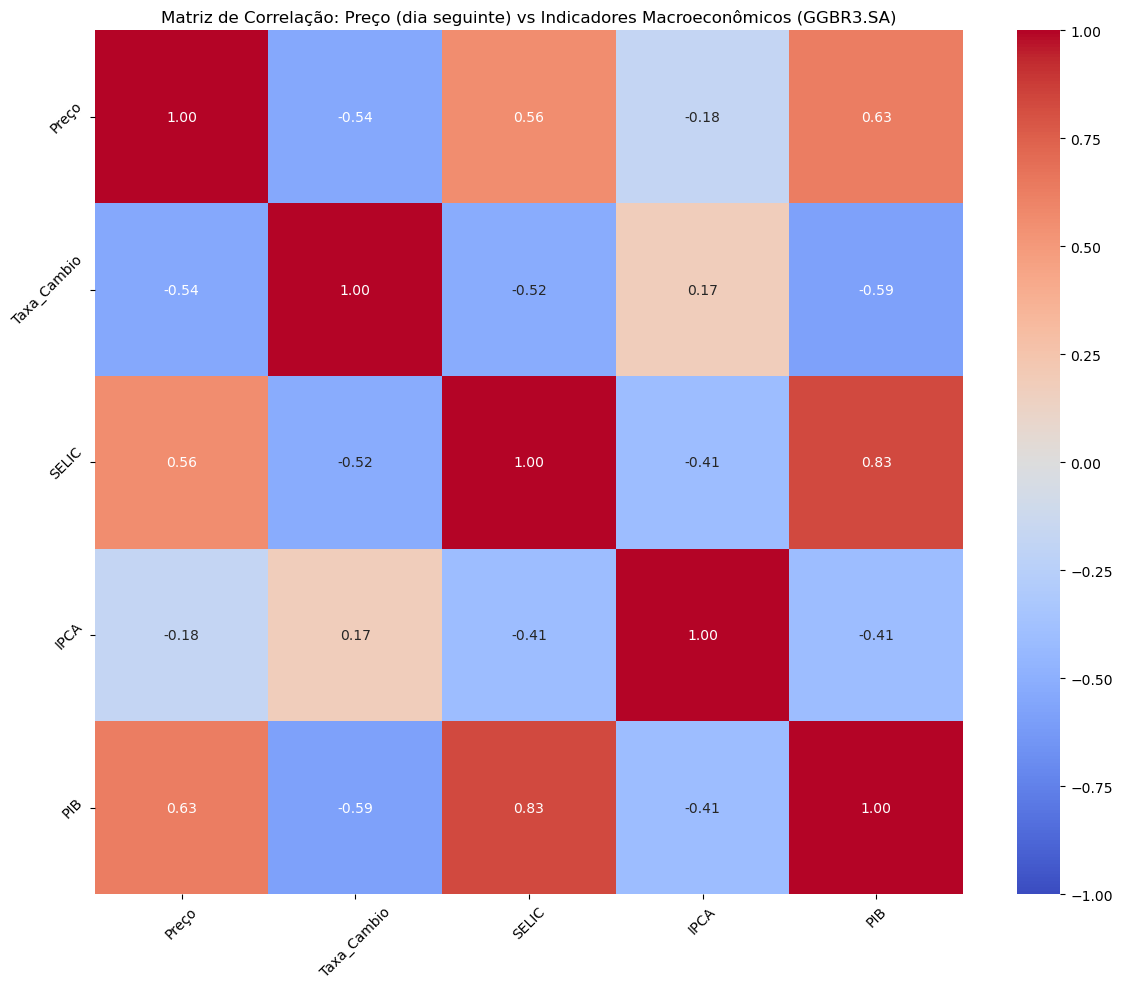 Matriz de Correlação: Preço (dia seguinte) vs Indicadores Macroeconômicos (GGBR3.SA)
Preço 1.00 -0.54 0.56 -0.18 0.63
Taxa_Cambio -0.54 1.00 -0.52 0.17 -0.59
SELIC 0.56 -0.52 1.00 -0.41 0.83
IPCA -0.18 0.17 -0.41 1.00 -0.41
PIB 0.63 -0.59 0.83 -0.41 1.00
Preço Taxa_Cambio SELIC IPCA PIB
1.00
0.75
0.50
0.25
0.00
−0.25
−0.50
−0.75
−1.00